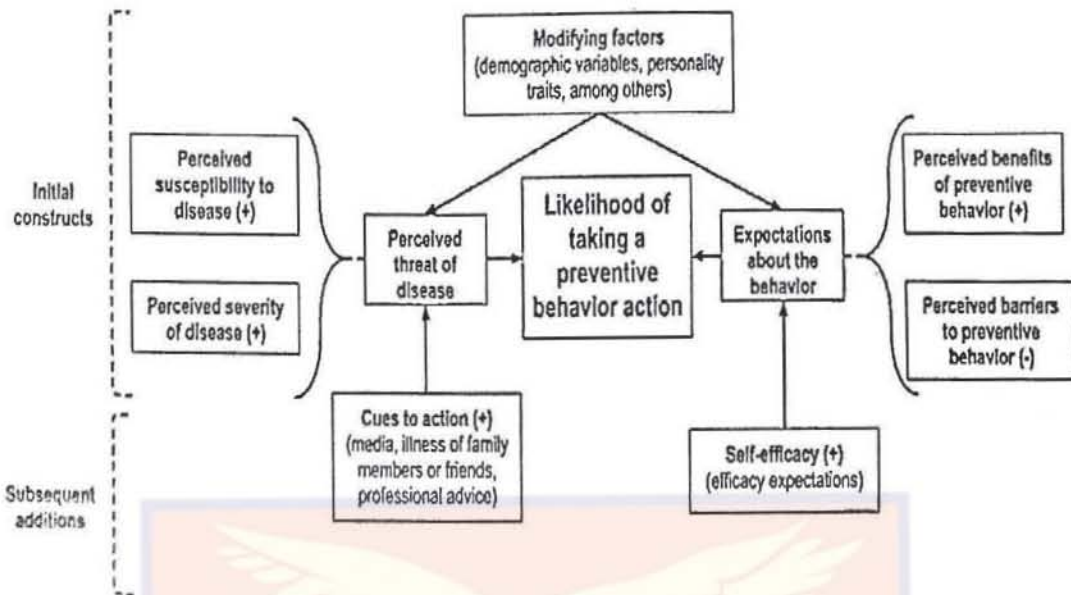 Modifying factors
(demographic variables, personality
traits, among others)
Initial
constructs
Perceived
susceptibility to
disease (+)
Perceived severity
of disease (+)
Perceived
threat of
disease
Likelihood of
taking a
preventive
behavior action
Expectations
about the
behavior
Perceived benefits
of preventive
behavior (+)
Perceived barriers
to preventive
behavior (-)
Subsequent
additions
Cues to action (+)
(media, illness of family
members or friends,
professional advice)
Self-efficacy (+)
(efficacy expectations)